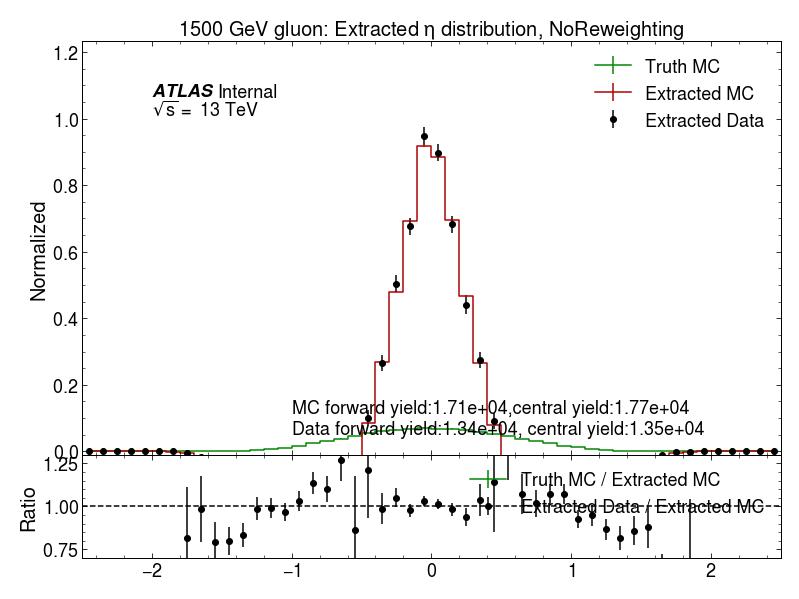 1500 GeV gluon: Extracted η distribution, NoReweighting
1.2
1.0
0.8
0.6
0.4
0.2
0.0
Normalized
ATLAS Internal
√s = 13 TeV
Truth MC
Extracted MC
Extracted Data
MC forward yield:1.71e+04,central yield:1.77e+04
Data forward yield:1.34e+04, central yield:1.35e+04
1.25
1.00
0.75
Ratio
Truth MC / Extracted MC
Extracted Data / Extracted MC
−2
−1
0
1
2